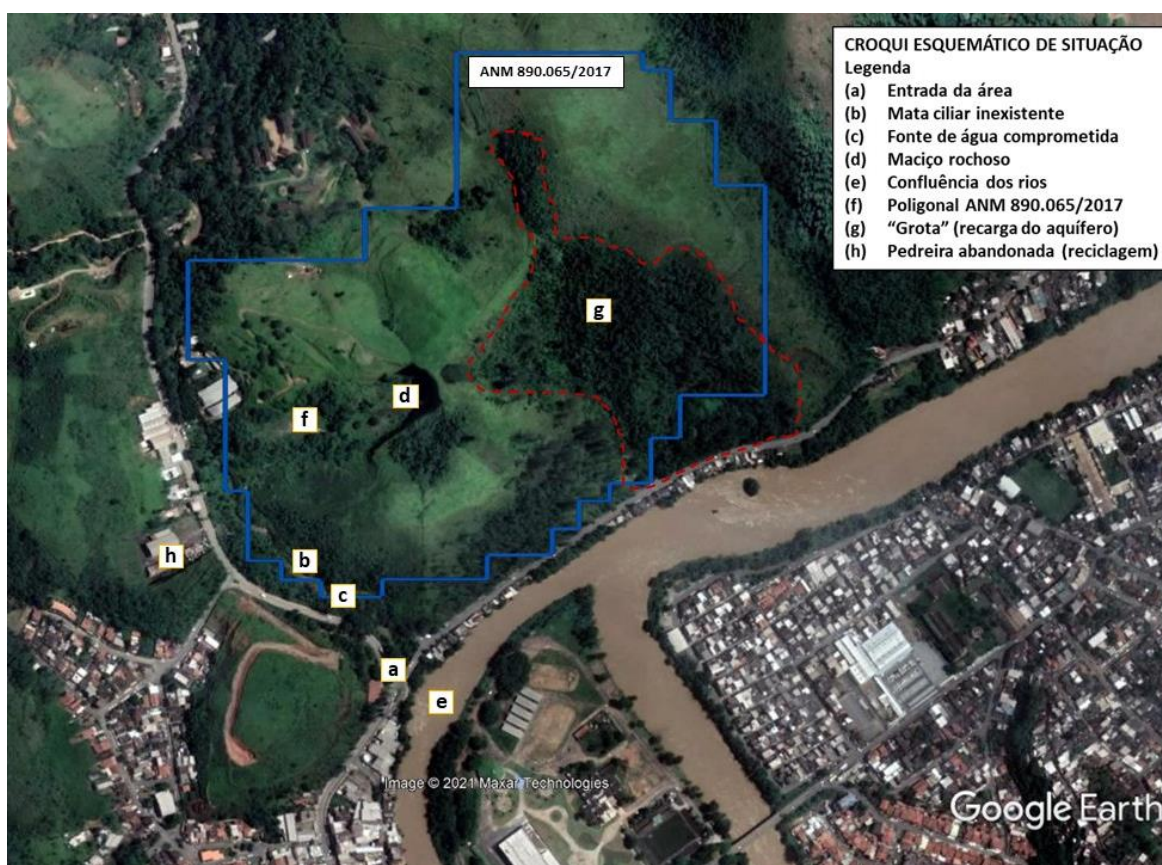 ANM 890.065/2017
CROQUI ESQUEMÁTICO DE SITUAÇÃO
Legenda
(a) Entrada da área
(b) Mata ciliar inexistente
(c) Fonte de água comprometida
(d) Maciço rochoso
(e) Confluência dos rios
(f) Poligonal ANM 890.065/2017
(g) “Grota” (recarga do aquífero)
(h) Pedreira abandonada (reciclagem)
g
d
f
h
b
c
a
e
Image © 2021 Maxar Technologies
Google Earth